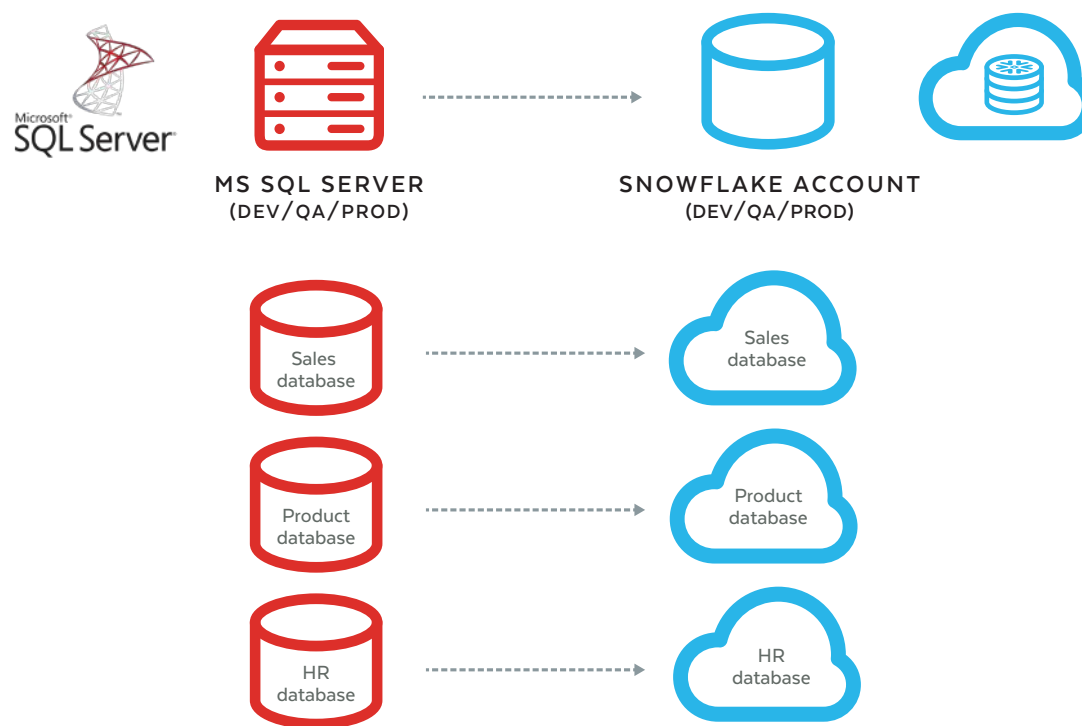 Microsoft®
SQL Server®
MS SQL SERVER
(DEV/QA/PROD)
SNOWFLAKE ACCOUNT
(DEV/QA/PROD)
Sales
database
Sales
database
Product
database
Product
database
HR
database
HR
database